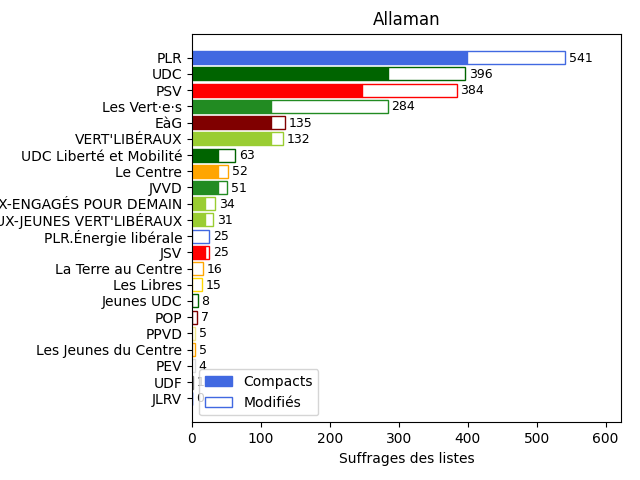 Allaman
PLR 541
UDC 396
PSV 384
Les Vert·e·s 284
EàG 135
VERT'LIBÉRAUX 132
UDC Liberté et Mobilité 63
Le Centre 52
JVVD 51
X-ENGAGÉS POUR DEMAIN 34
UX-JEUNES VERT'LIBÉRAUX 31
PLR.Énergie libérale 25
JSV 25
La Terre au Centre 16
Les Libres 15
Jeunes UDC 8
POP 7
PPVD 5
Les Jeunes du Centre 5
PEV 4
UDF
JLRV
Compacts
Modifiés
0 100 200 300 400 500 600
Suffrages des listes